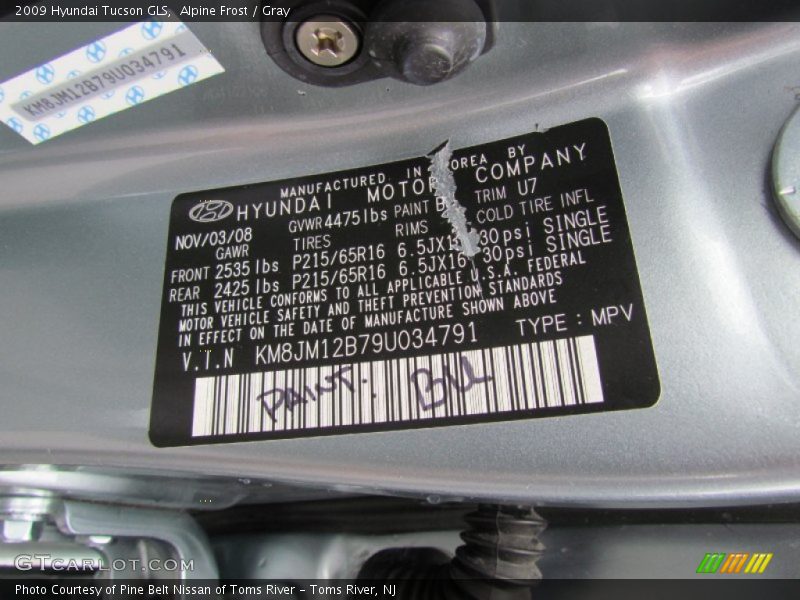 2009 Hyundai Tucson GLS,  Alpine Frost / Gray
KM8JM12B79U034791
MANUFACTURED IN KOREA BY
HYUNDAI MOTOR COMPANY
NOV/03/08 GVWR 4475 lbs PAINT TRIM U7
GAWR TIRES RIMS COLD TIRE INFL
FRONT 2535 lbs P215/65R16 6.5JX16 30psi SINGLE
REAR 2425 lbs P215/65R16 6.5JX16 30psi SINGLE
THIS VEHICLE CONFORMS TO ALL APPLICABLE U.S.A. FEDERAL
MOTOR VEHICLE SAFETY AND THEFT PREVENTION STANDARDS
IN EFFECT ON THE DATE OF MANUFACTURE SHOWN ABOVE
V.I.N KM8JM12B79U034791 TYPE : MPV
PAINT: BUL
GTCARLOT.COM
Photo Courtesy of Pine Belt Nissan of Toms River - Toms River, NJ